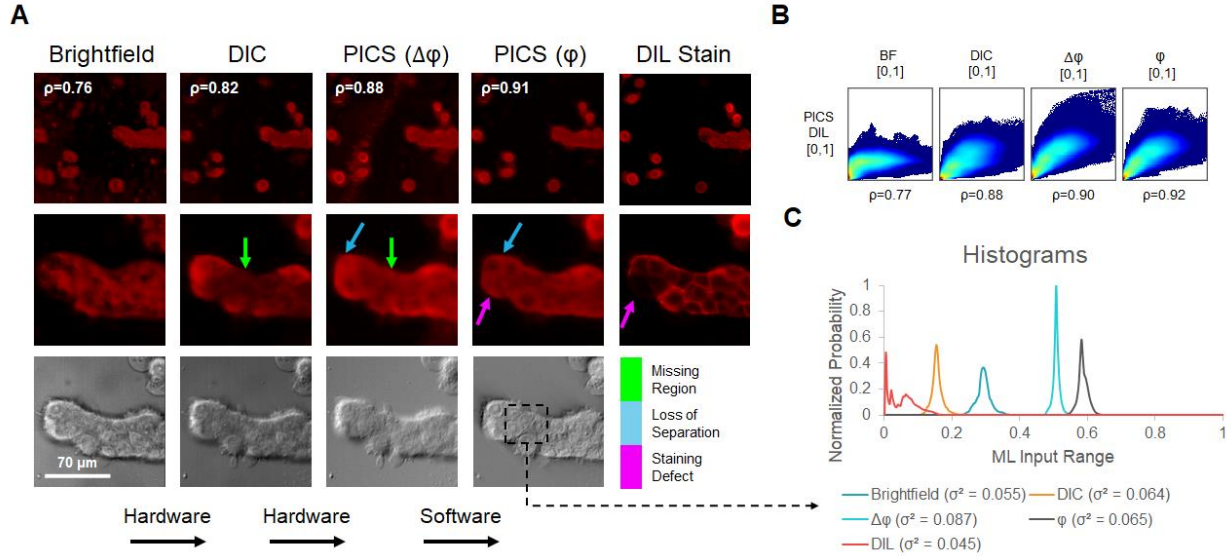 A
Brightfield
DIC
PICS (Δφ)
PICS (φ)
DIL Stain
ρ=0.76
ρ=0.82
ρ=0.88
ρ=0.91
Missing
Region
Loss of
Separation
Staining
Defect
70 μm
Hardware
Hardware
Software
B
BF
[0,1]
DIC
[0,1]
Δφ
[0,1]
φ
[0,1]
PICS
DIL
[0,1]
ρ=0.77
ρ=0.88
ρ=0.90
ρ=0.92
C
Histograms
Normalized Probability
1
0.8
0.6
0.4
0.2
0
0
0.2
0.4
0.6
0.8
1
ML Input Range
Brightfield (σ² = 0.055)
DIC (σ² = 0.064)
Δφ (σ² = 0.087)
φ (σ² = 0.065)
DIL (σ² = 0.045)